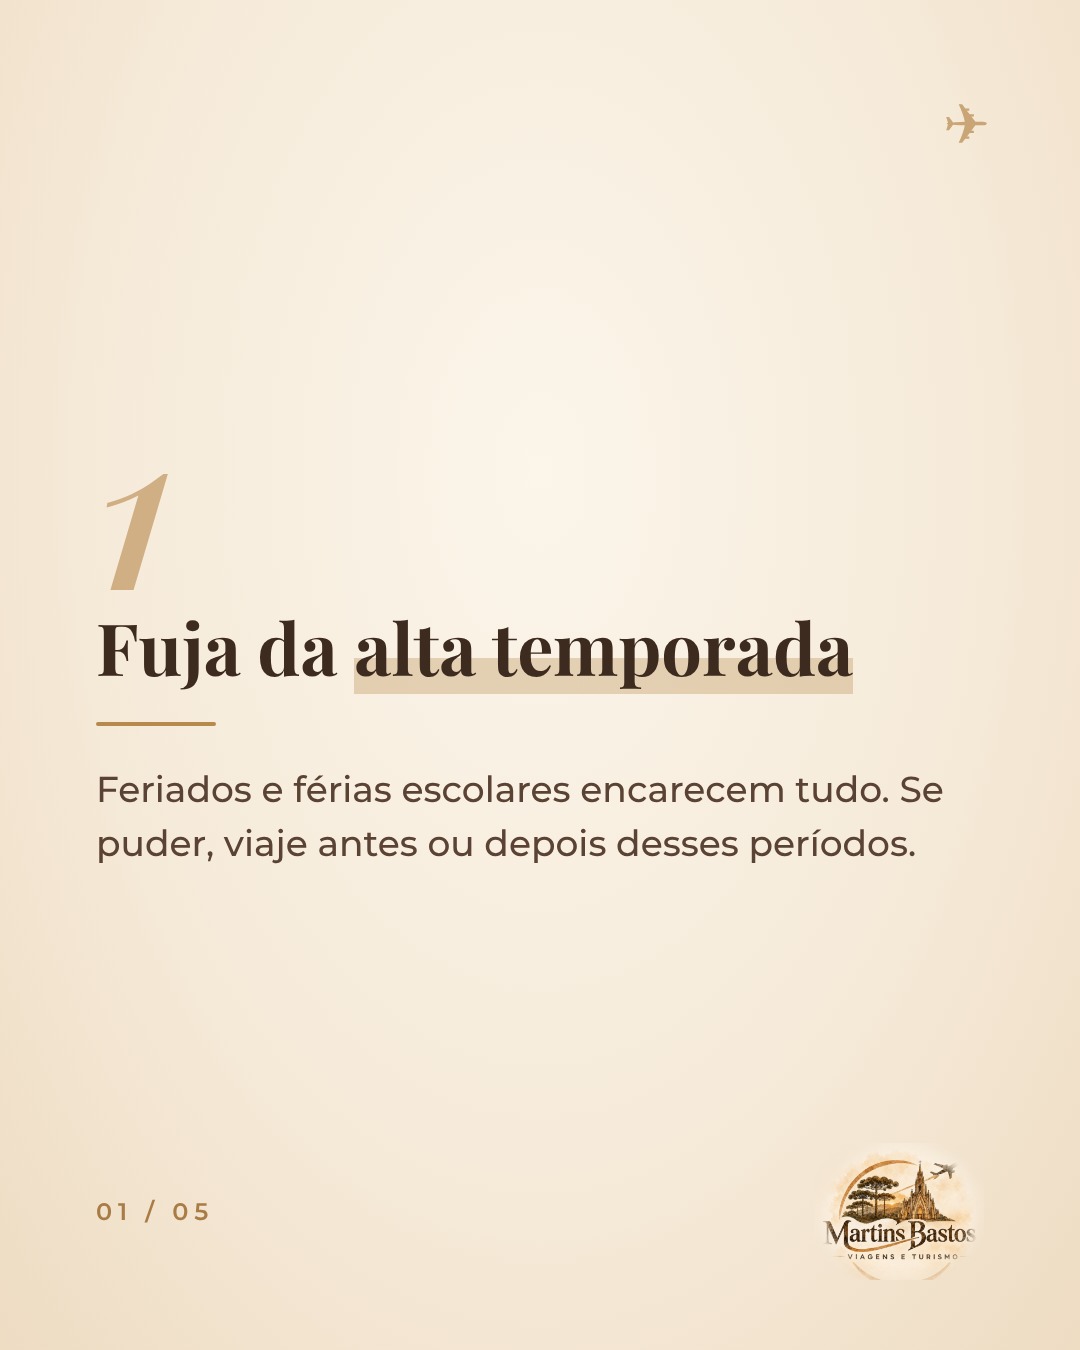 1
Fuja da alta temporada
Feriados e férias escolares encarecem tudo. Se
puder, viaje antes ou depois desses períodos.
01 / 05
Martins Bastos
VIAGENS E TURISMO